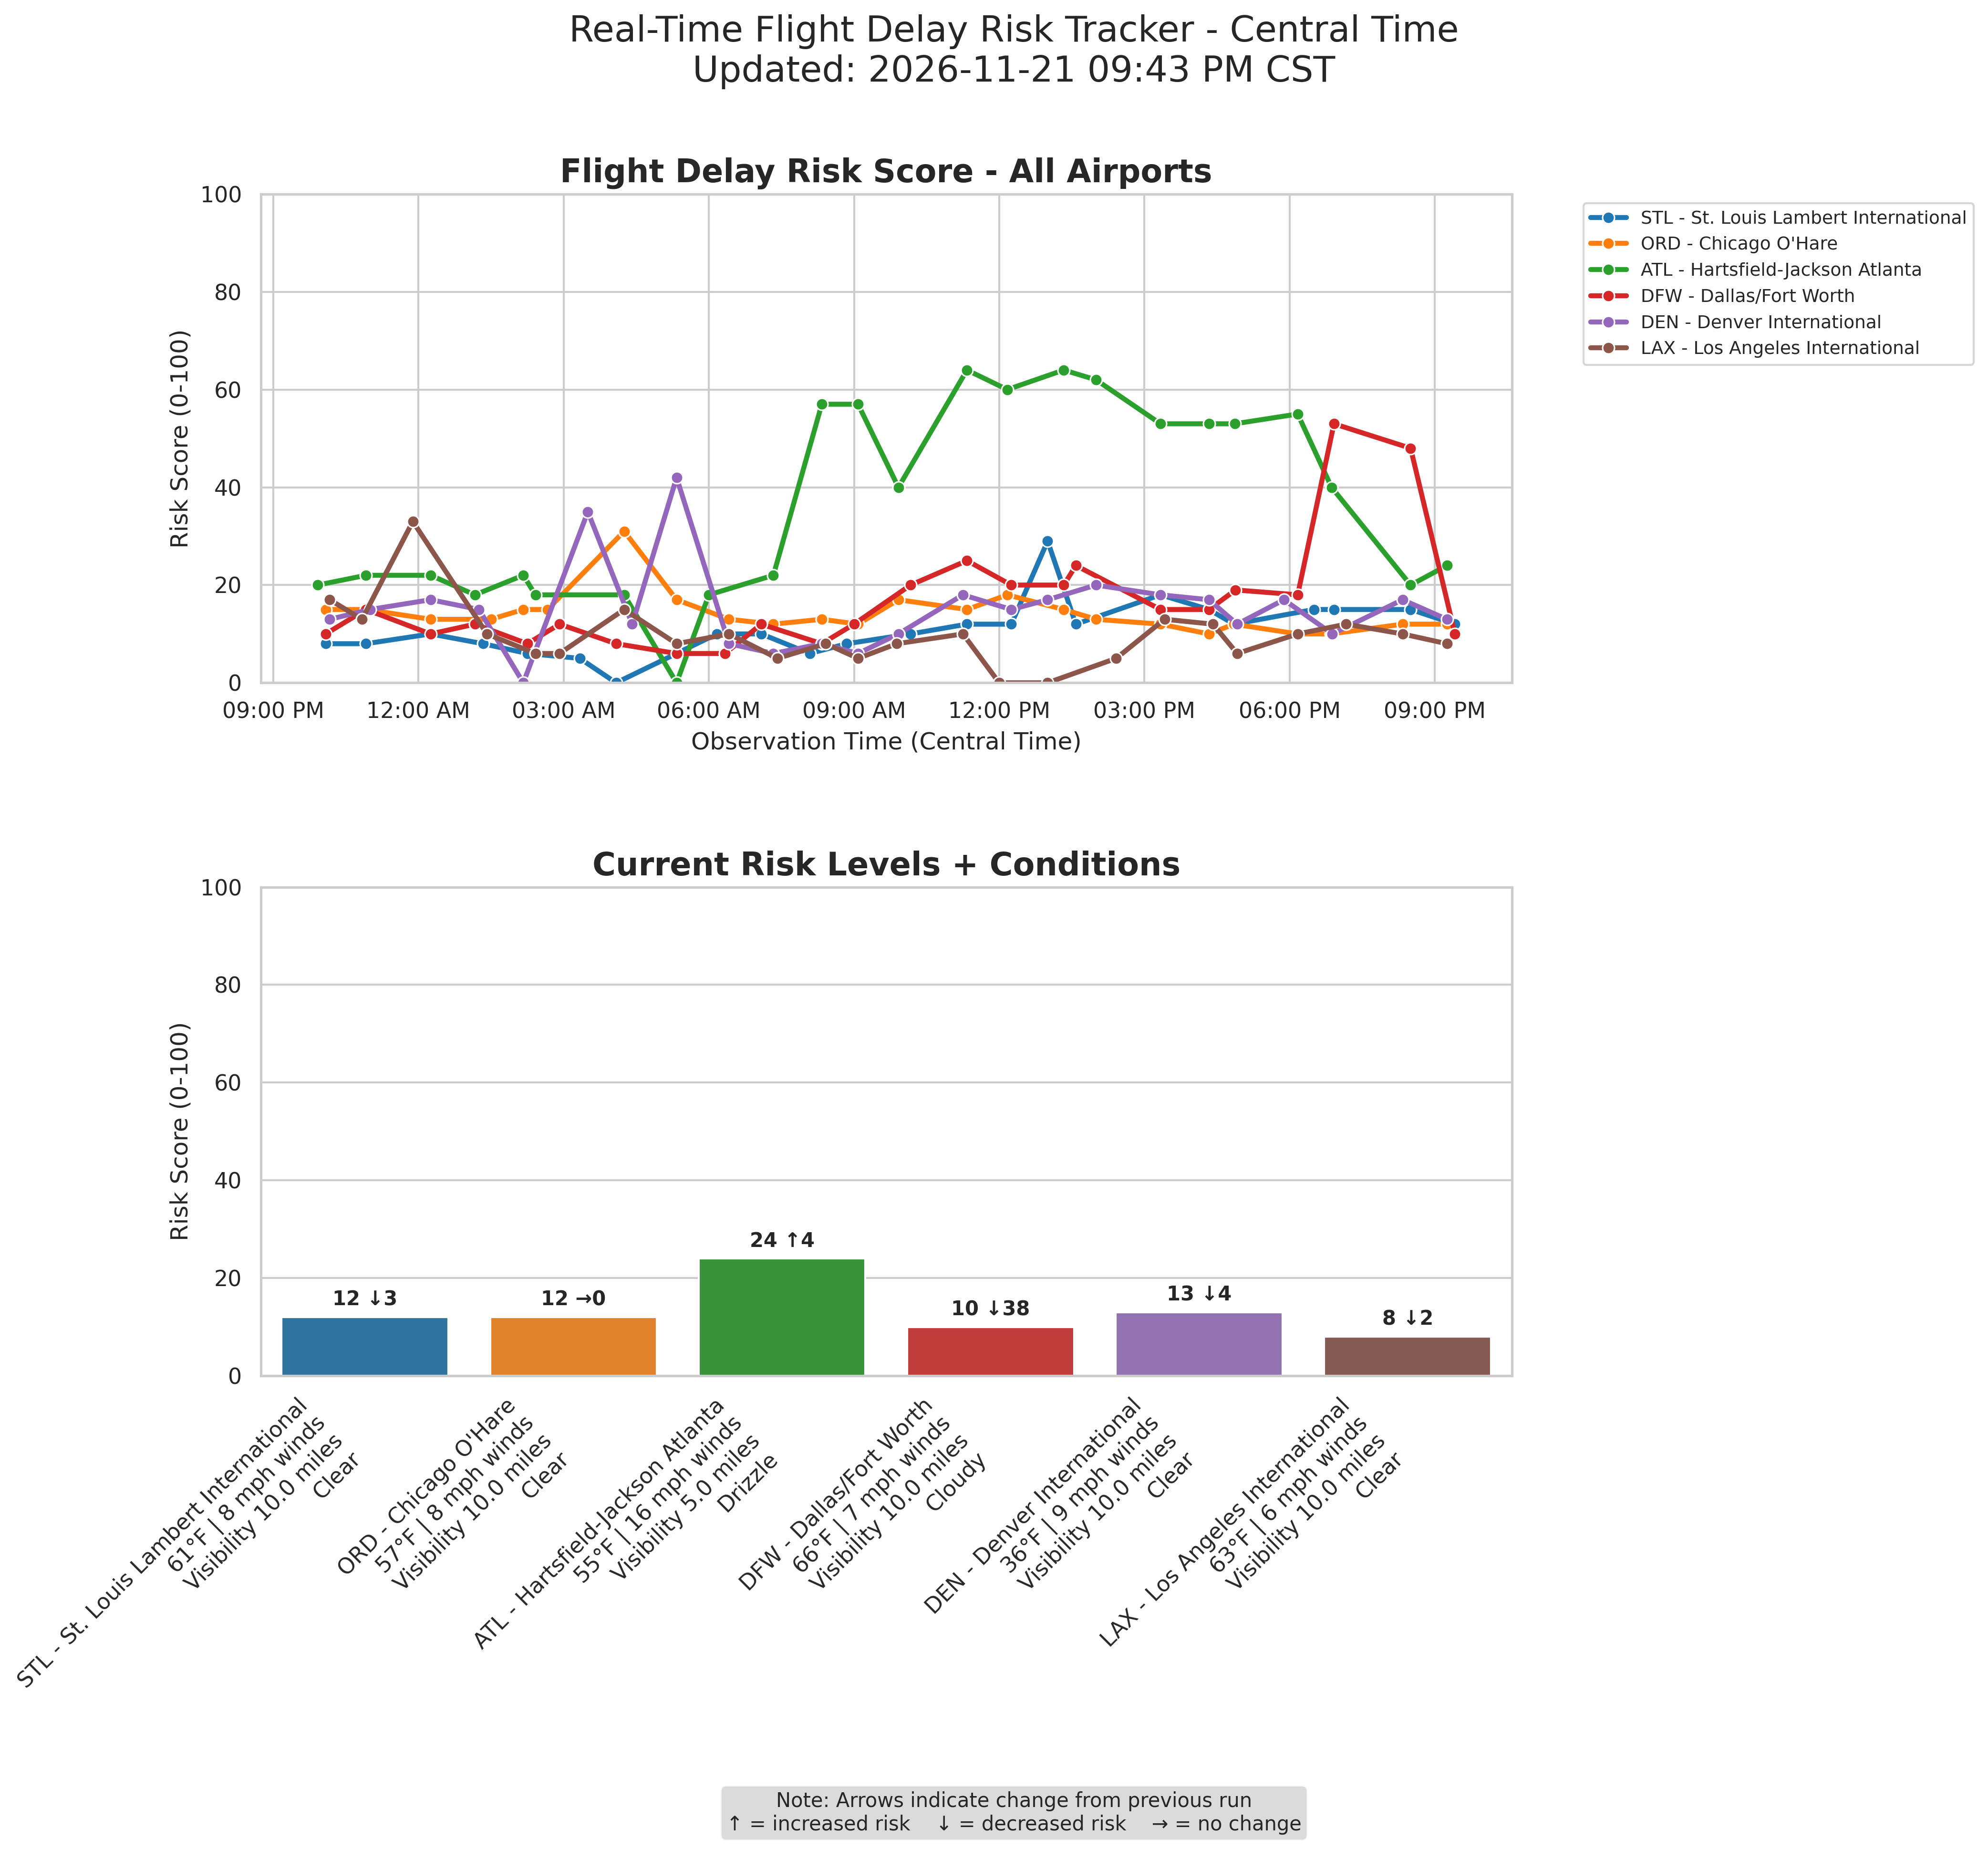 Real-Time Flight Delay Risk Tracker - Central Time
Updated: 2026-11-21 09:43 PM CST
Flight Delay Risk Score - All Airports
Risk Score (0-100)
100
80
60
40
20
0
09:00 PM
12:00 AM
03:00 AM
06:00 AM
09:00 AM
12:00 PM
03:00 PM
06:00 PM
09:00 PM
Observation Time (Central Time)
STL - St. Louis Lambert International
ORD - Chicago O'Hare
ATL - Hartsfield-Jackson Atlanta
DFW - Dallas/Fort Worth
DEN - Denver International
LAX - Los Angeles International
Current Risk Levels + Conditions
Risk Score (0-100)
100
80
60
40
20
0
12 ↓3
12 →0
24 ↑4
10 ↓38
13 ↓4
8 ↓2
STL - St. Louis Lambert International
61°F | 8 mph winds
Visibility 10.0 miles
Clear
ORD - Chicago O'Hare
57°F | 8 mph winds
Visibility 10.0 miles
Clear
ATL - Hartsfield-Jackson Atlanta
55°F | 16 mph winds
Visibility 5.0 miles
Drizzle
DFW - Dallas/Fort Worth
66°F | 7 mph winds
Visibility 10.0 miles
Cloudy
DEN - Denver International
36°F | 9 mph winds
Visibility 10.0 miles
Clear
LAX - Los Angeles International
63°F | 6 mph winds
Visibility 10.0 miles
Clear
Note: Arrows indicate change from previous run
↑ = increased risk ↓ = decreased risk → = no change